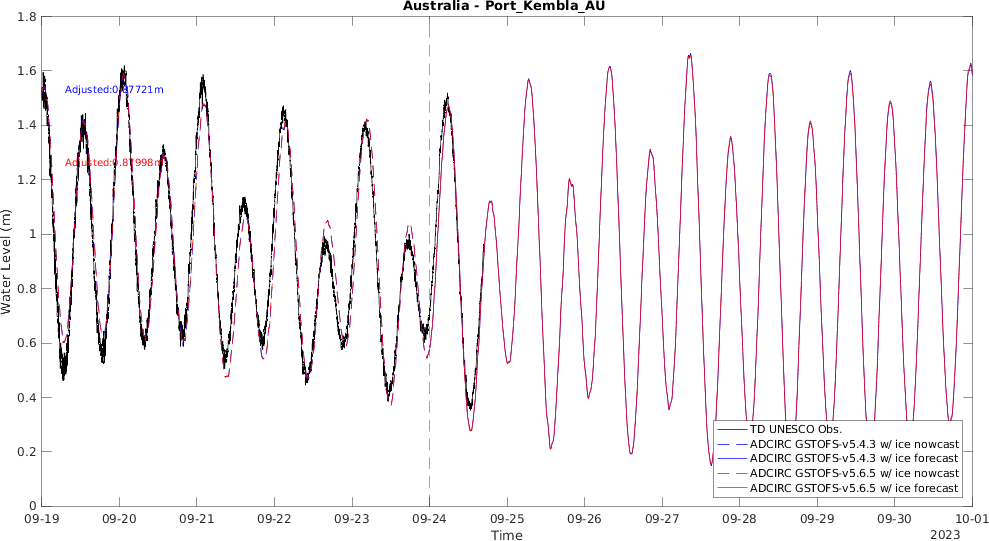 Australia - Port_Kembla_AU
1.8
1.6
1.4
1.2
1
0.8
0.6
0.4
0.2
0
Water Level (m)
Adjusted:0.87721m
Adjusted:0.87998m
TD UNESCO Obs.
ADCIRC GSTOFS-v5.4.3 w/ ice nowcast
ADCIRC GSTOFS-v5.4.3 w/ ice forecast
ADCIRC GSTOFS-v5.6.5 w/ ice nowcast
ADCIRC GSTOFS-v5.6.5 w/ ice forecast
09-19 09-20 09-21 09-22 09-23 09-24 09-25 09-26 09-27 09-28 09-29 09-30 10-01
Time
2023